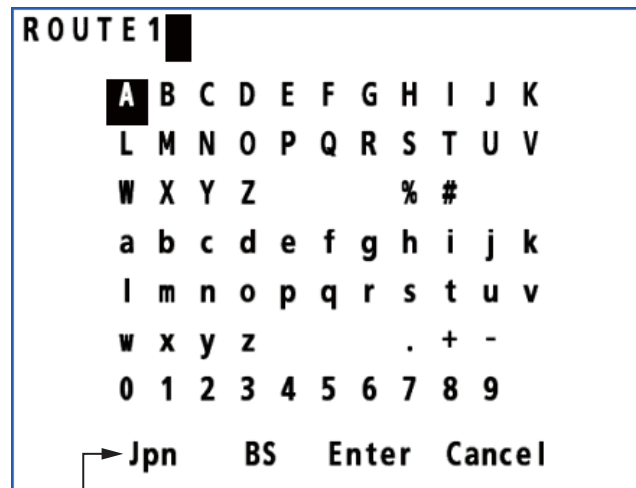 ROUTE1
A B C D E F G H I J K
L M N O P Q R S T U V
W X Y Z % #
a b c d e f g h i j k
l m n o p q r s t u v
w x y z . + -
0 1 2 3 4 5 6 7 8 9
Jpn BS Enter Cancel